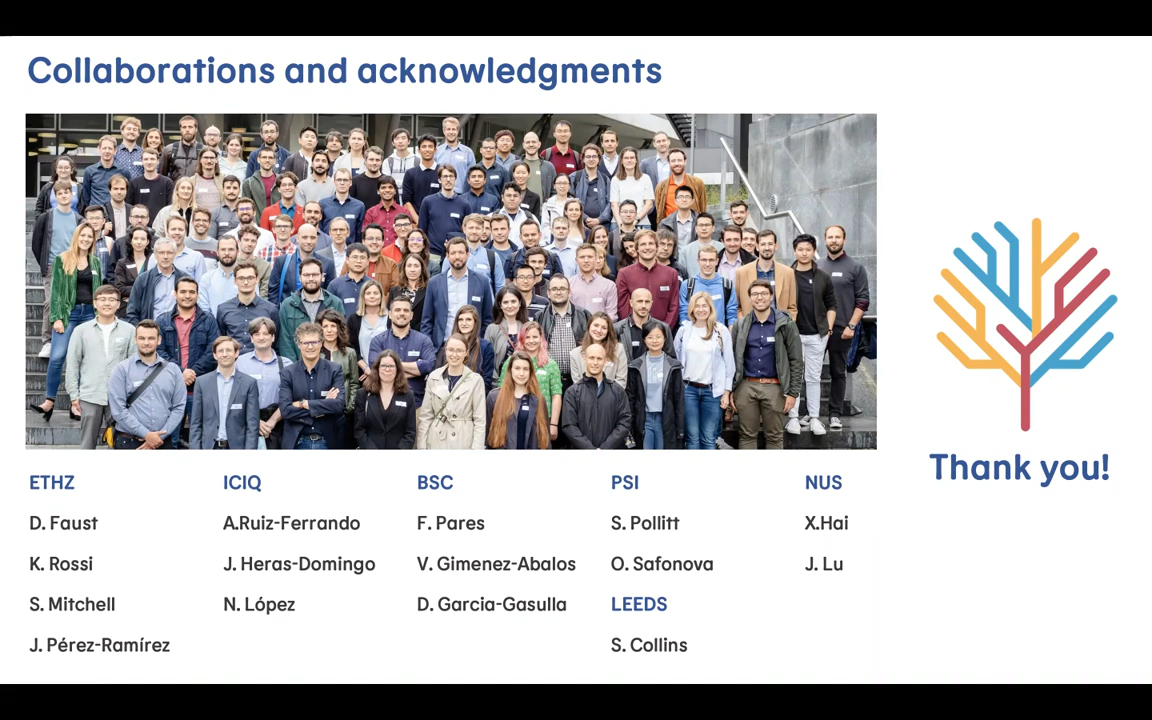 Collaborations and acknowledgments
Thank you!
ETHZ
D. Faust
K. Rossi
S. Mitchell
J. Pérez-Ramírez
ICIQ
A.Ruiz-Ferrando
J. Heras-Domingo
N. López
BSC
F. Pares
V. Gimenez-Abalos
D. Garcia-Gasulla
PSI
S. Pollitt
O. Safonova
LEEDS
S. Collins
NUS
X.Hai
J. Lu